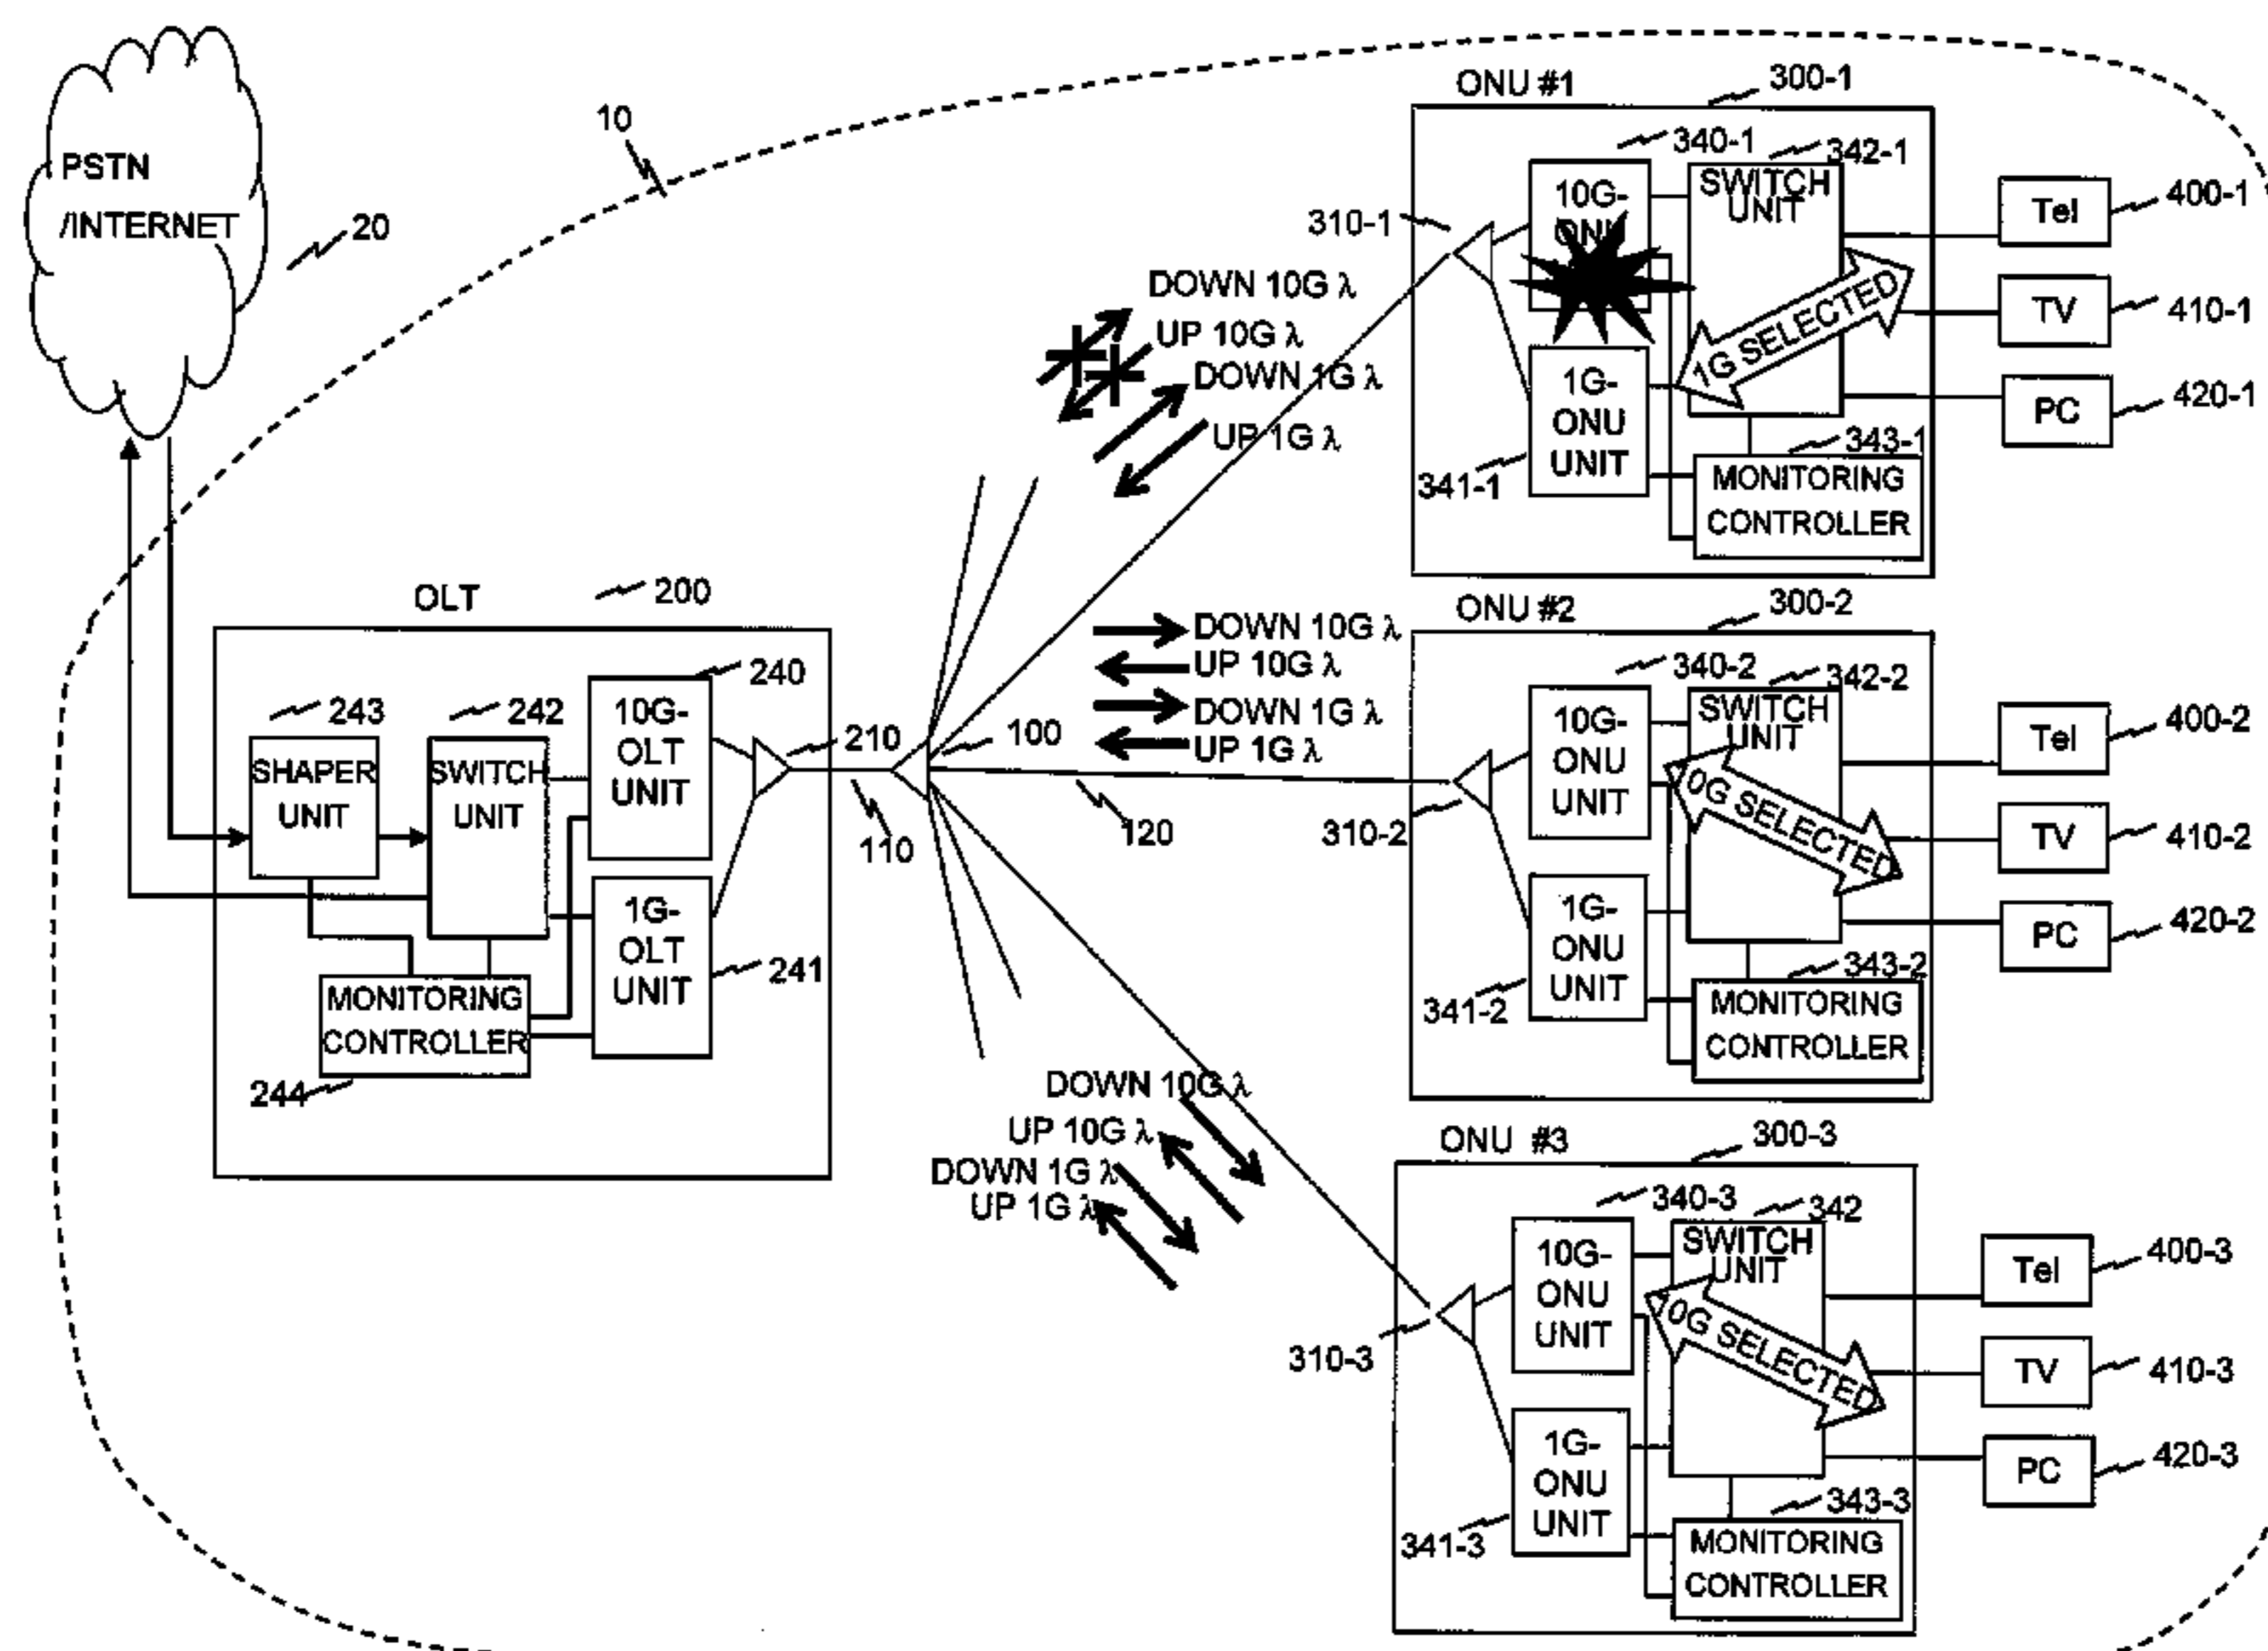 PSTN
/INTERNET
20
10
OLT
200
243
242
240
SHAPER
UNIT
SWITCH
UNIT
10G-
OLT
UNIT
210
100
110
120
1G-
OLT
UNIT
241
MONITORING
CONTROLLER
244
DOWN 10G λ
UP 10G λ
DOWN 1G λ
UP 1G λ
DOWN 10G λ
UP 10G λ
DOWN 1G λ
UP 1G λ
DOWN 10G λ
UP 10G λ
DOWN 1G λ
UP 1G λ
ONU #1
300-1
340-1
342-1
310-1
10G-
SWITCH
UNIT
1G SELECTED
1G-
ONU
UNIT
341-1
343-1
MONITORING
CONTROLLER
Tel
400-1
TV
410-1
PC
420-1
ONU #2
300-2
340-2
342-2
310-2
10G-
ONU
UNIT
SWITCH
UNIT
0G SELECTED
1G-
ONU
UNIT
341-2
343-2
MONITORING
CONTROLLER
Tel
400-2
TV
410-2
PC
420-2
ONU #3
300-3
340-3
342
310-3
10G-
ONU
UNIT
SWITCH
UNIT
10G SELECTED
1G-
ONU
UNIT
341-3
343-3
MONITORING
CONTROLLER
Tel
400-3
TV
410-3
PC
420-3